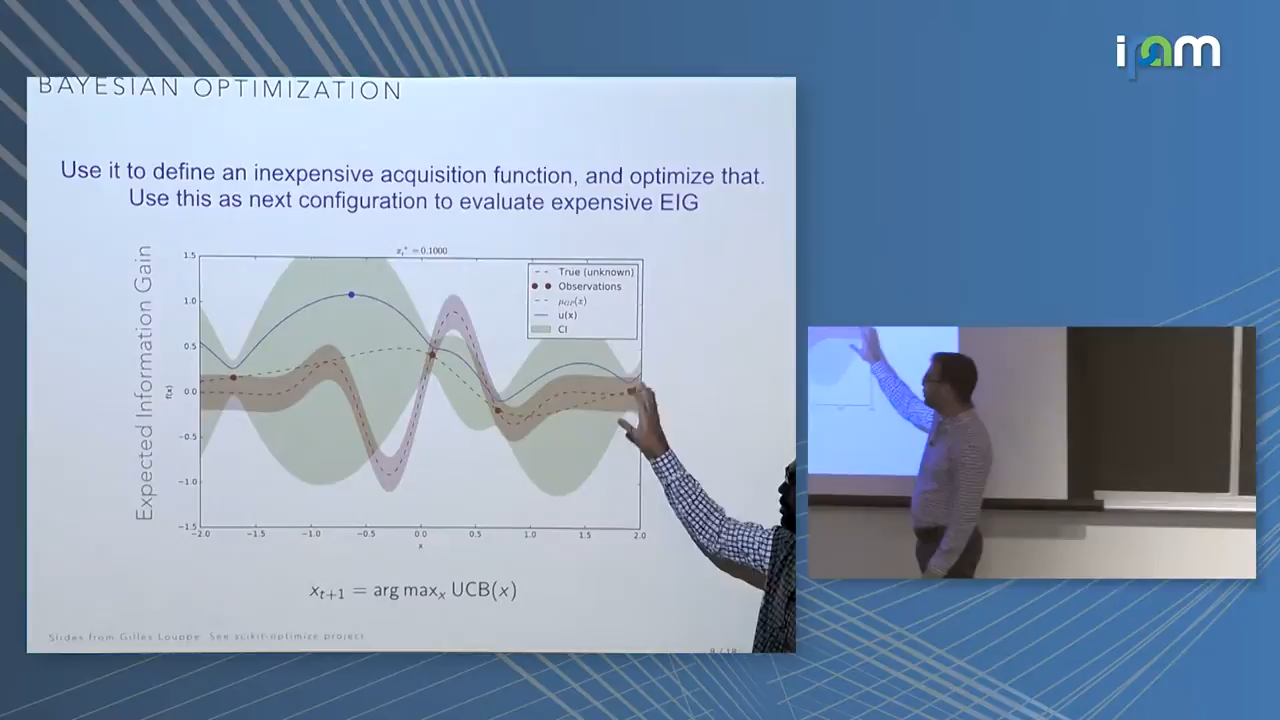 ipam
BAYESIAN OPTIMIZATION
Use it to define an inexpensive acquisition function, and optimize that.
Use this as next configuration to evaluate expensive EIG
Expected Information Gain
f(x)
1.5
1.0
0.5
0.0
−0.5
−1.0
−1.5
True (unknown)
Observations
μGP(x)
u(x)
CI
−2.0 −1.5 −1.0 −0.5 0.0 0.5 1.0 1.5 2.0
x
xt+1 = arg maxx UCB(x)
Slides from Gilles Louppe. See scikit-optimize project